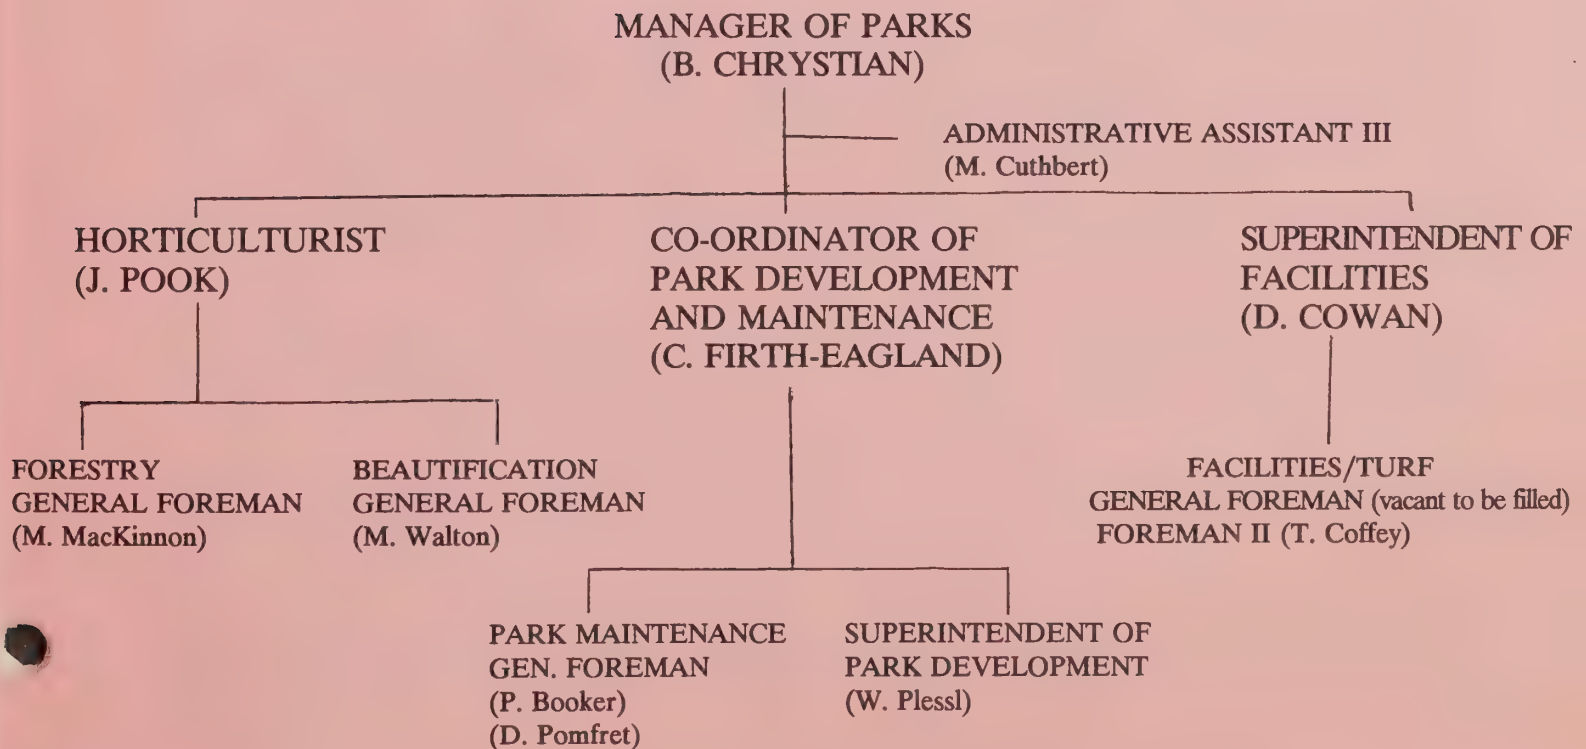 MANAGER OF PARKS
(B. CHRYSTIAN)
ADMINISTRATIVE ASSISTANT III
(M. Cuthbert)
HORTICULTURIST
(J. POOK)
CO-ORDINATOR OF
PARK DEVELOPMENT
AND MAINTENANCE
(C. FIRTH-EAGLAND)
SUPERINTENDENT OF
FACILITIES
(D. COWAN)
FORESTRY
GENERAL FOREMAN
(M. MacKinnon)
BEAUTIFICATION
GENERAL FOREMAN
(M. Walton)
FACILITIES/TURF
GENERAL FOREMAN (vacant to be filled)
FOREMAN II (T. Coffey)
PARK MAINTENANCE
GEN. FOREMAN
(P. Booker)
(D. Pomfret)
SUPERINTENDENT OF
PARK DEVELOPMENT
(W. Plessl)